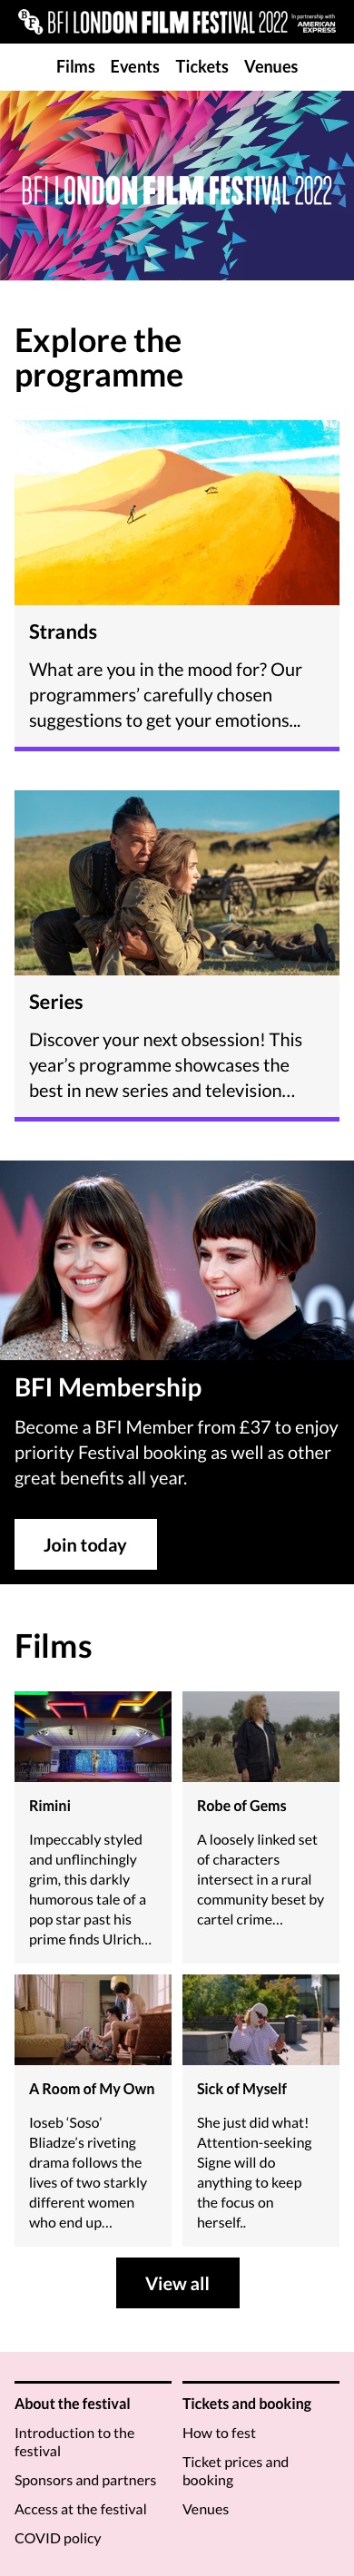 BFI
BFI LONDON FILM FESTIVAL 2022
In partnership with
AMERICAN
EXPRESS
Films Events Tickets Venues
BFI LONDON FILM FESTIVAL 2022
Explore the
programme
Strands
What are you in the mood for? Our
programmers’ carefully chosen
suggestions to get your emotions...
Series
Discover your next obsession! This
year’s programme showcases the
best in new series and television…
BFI Membership
Become a BFI Member from £37 to enjoy
priority Festival booking as well as other
great benefits all year.
Join today
Films
Rimini
Impeccably styled
and unflinchingly
grim, this darkly
humorous tale of a
pop star past his
prime finds Ulrich…
Robe of Gems
A loosely linked set
of characters
intersect in a rural
community beset by
cartel crime…
A Room of My Own
Ioseb ‘Soso’
Bliadze’s riveting
drama follows the
lives of two starkly
different women
who end up…
Sick of Myself
She just did what!
Attention-seeking
Signe will do
anything to keep
the focus on
herself..
View all
About the festival
Introduction to the
festival
Sponsors and partners
Access at the festival
COVID policy
Tickets and booking
How to fest
Ticket prices and
booking
Venues